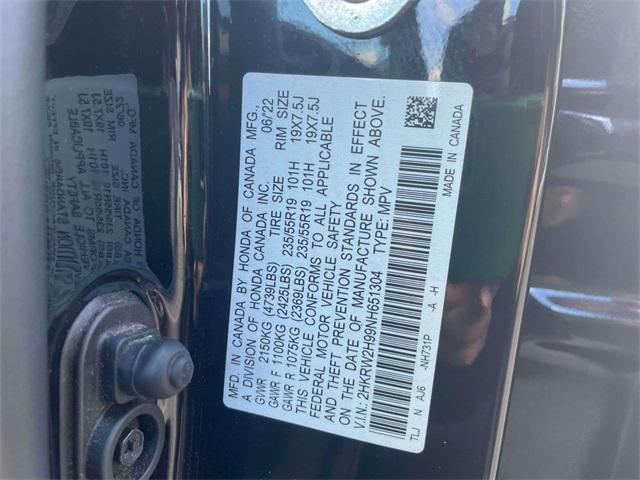 MFD IN CANADA BY HONDA OF CANADA MFG.,
A DIVISION OF HONDA CANADA INC. 06/22
GVWR 2150KG (4739LBS) TIRE SIZE RIM SIZE
GAWR F 1100KG (2425LBS) 235/55R19 101H 19X7.5J
GAWR R 1075KG (2369LBS) 235/55R19 101H 19X7.5J
THIS VEHICLE CONFORMS TO ALL APPLICABLE
FEDERAL MOTOR VEHICLE SAFETY
AND THEFT PREVENTION STANDARDS IN EFFECT
ON THE DATE OF MANUFACTURE SHOWN ABOVE.
V.I.N.: 2HKRW2H99NH651304 TYPE: MPV
TLJ N AJ6 -NH731P -A -H MADE IN CANADA